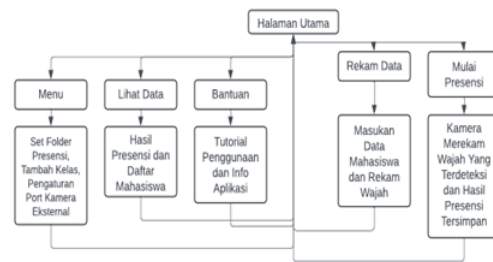 Halaman Utama
Menu
Lihat Data
Bantuan
Rekam Data
Mulai
Presensi
Set Folder
Presensi,
Tambah Kelas,
Pengaturan
Port Kamera
Eksternal
Hasil
Presensi dan
Daftar
Mahasiswa
Tutorial
Penggunaan
dan Info
Aplikasi
Masukan
Data
Mahasiswa
dan Rekam
Wajah
Kamera
Merekam
Wajah Yang
Terdeteksi
dan Hasil
Presensi
Tersimpan